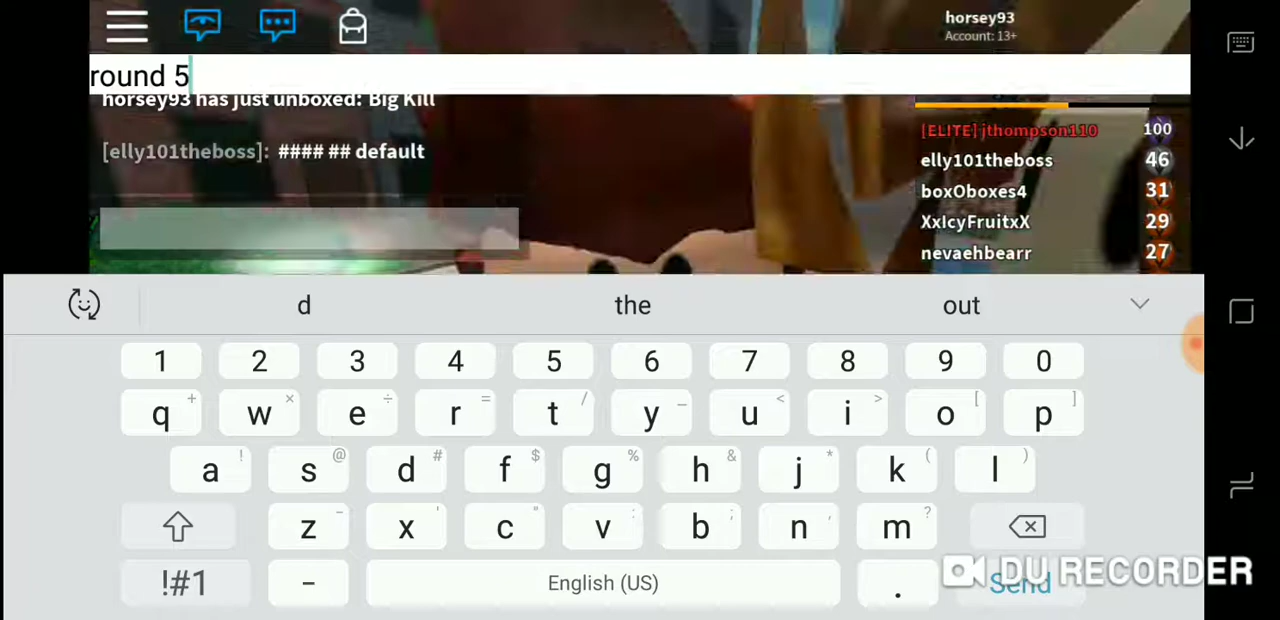 horsey93
Account: 13+
round 5
horsey93 has just unboxed: Big Kill
[elly101theboss]: #### ## default
[ELITE] jthompson110 100
elly101theboss 46
boxOboxes4 31
XxIcyFruitxX 29
nevaehbearr 27
d the out
1 2 3 4 5 6 7 8 9 0
q + w × e ÷ r = t / y _ u < i > o [ p ]
a ! s @ d # f $ g % h & j * k ( l )
z - x ' c " v : b ; n , m ?
!#1 - English (US) . Send
DU RECORDER